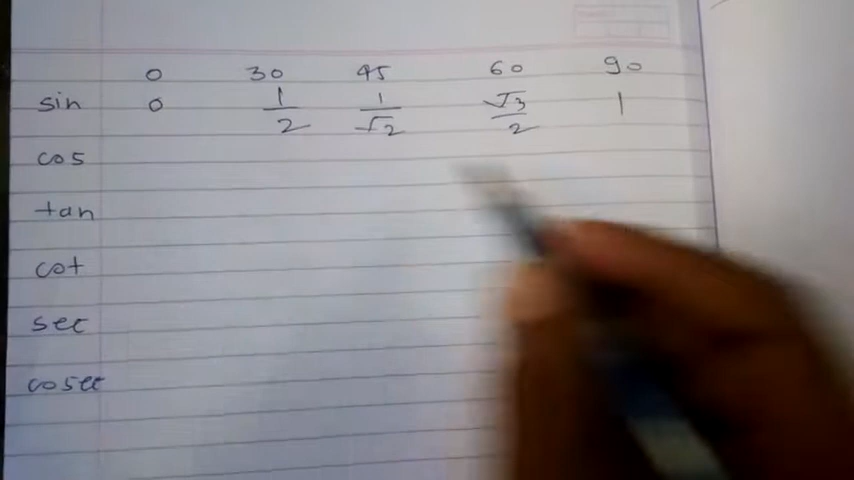 0 30 45 60 90
sin 0 1/2 1/√2 √3/2 1
cos
tan
cot
sec
cosec